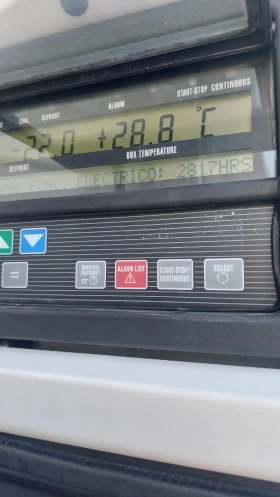 COOL DEFROST ALARM START-STOP CONTINUOUS
-22.0 +28.8 °C
SETPOINT BOX TEMPERATURE
ELECTRICO: 2817HRS
=
MANUAL DEFROST
ALARM LIST
START-STOP/ CONTINUOUS
SELECT